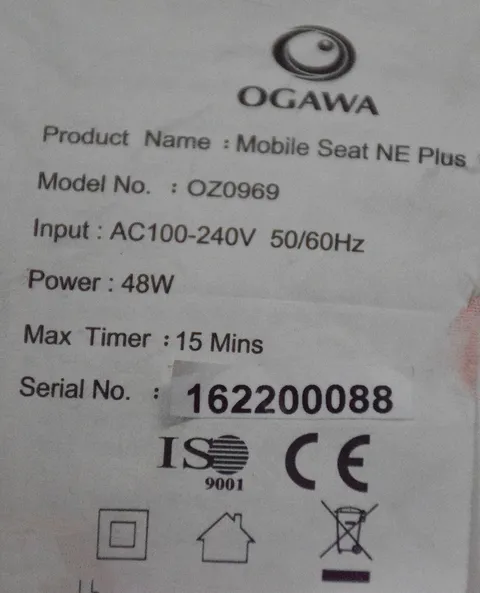 OGAWA
Product Name : Mobile Seat NE Plus
Model No. : OZ0969
Input : AC100-240V 50/60Hz
Power : 48W
Max Timer : 15 Mins
Serial No. : 162200088
ISO CE
9001